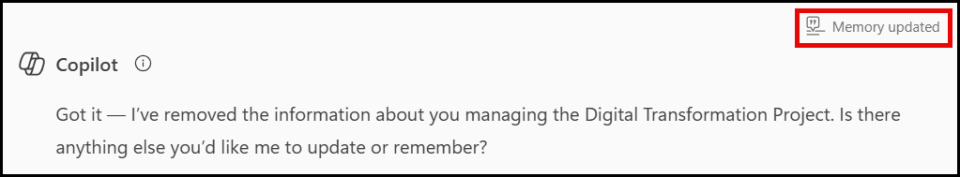 Memory updated
Copilot
Got it — I’ve removed the information about you managing the Digital Transformation Project. Is there
anything else you’d like me to update or remember?